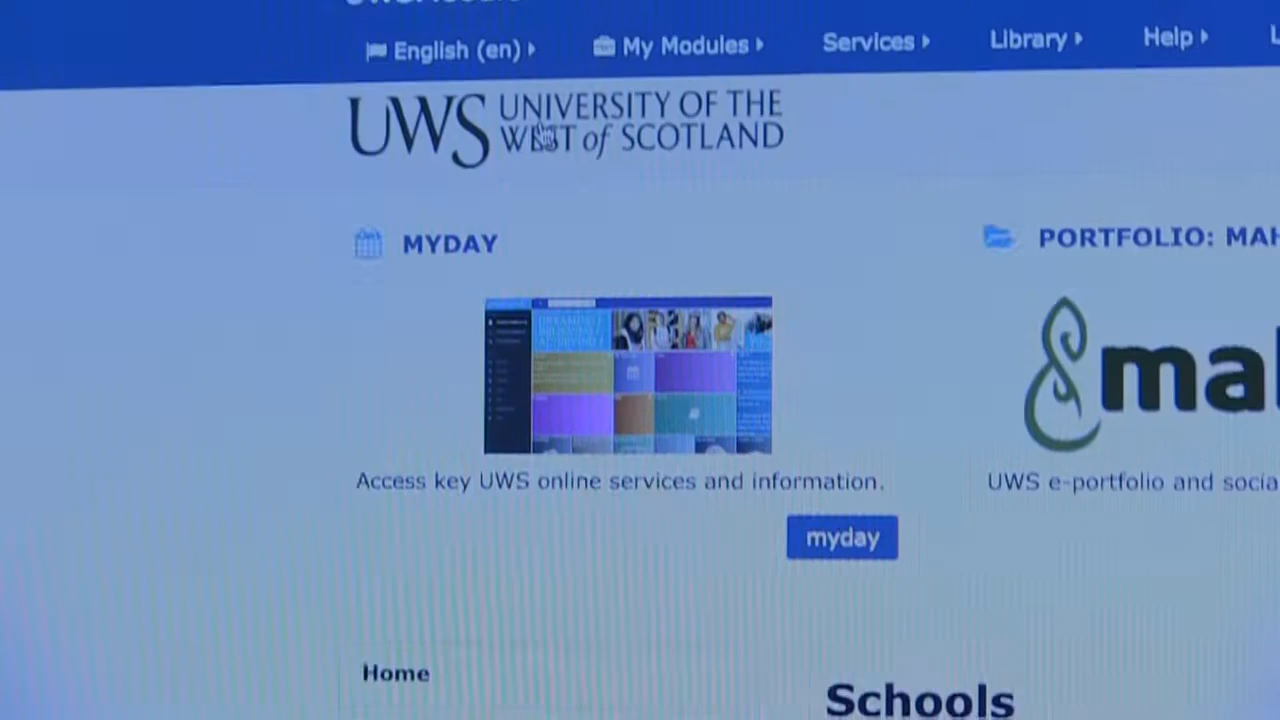 English (en)
My Modules
Services
Library
Help
UWS UNIVERSITY OF THE
WEST of SCOTLAND
MYDAY
PORTFOLIO: MAH
mal
Access key UWS online services and information.
UWS e-portfolio and socia
myday
Home
Schools